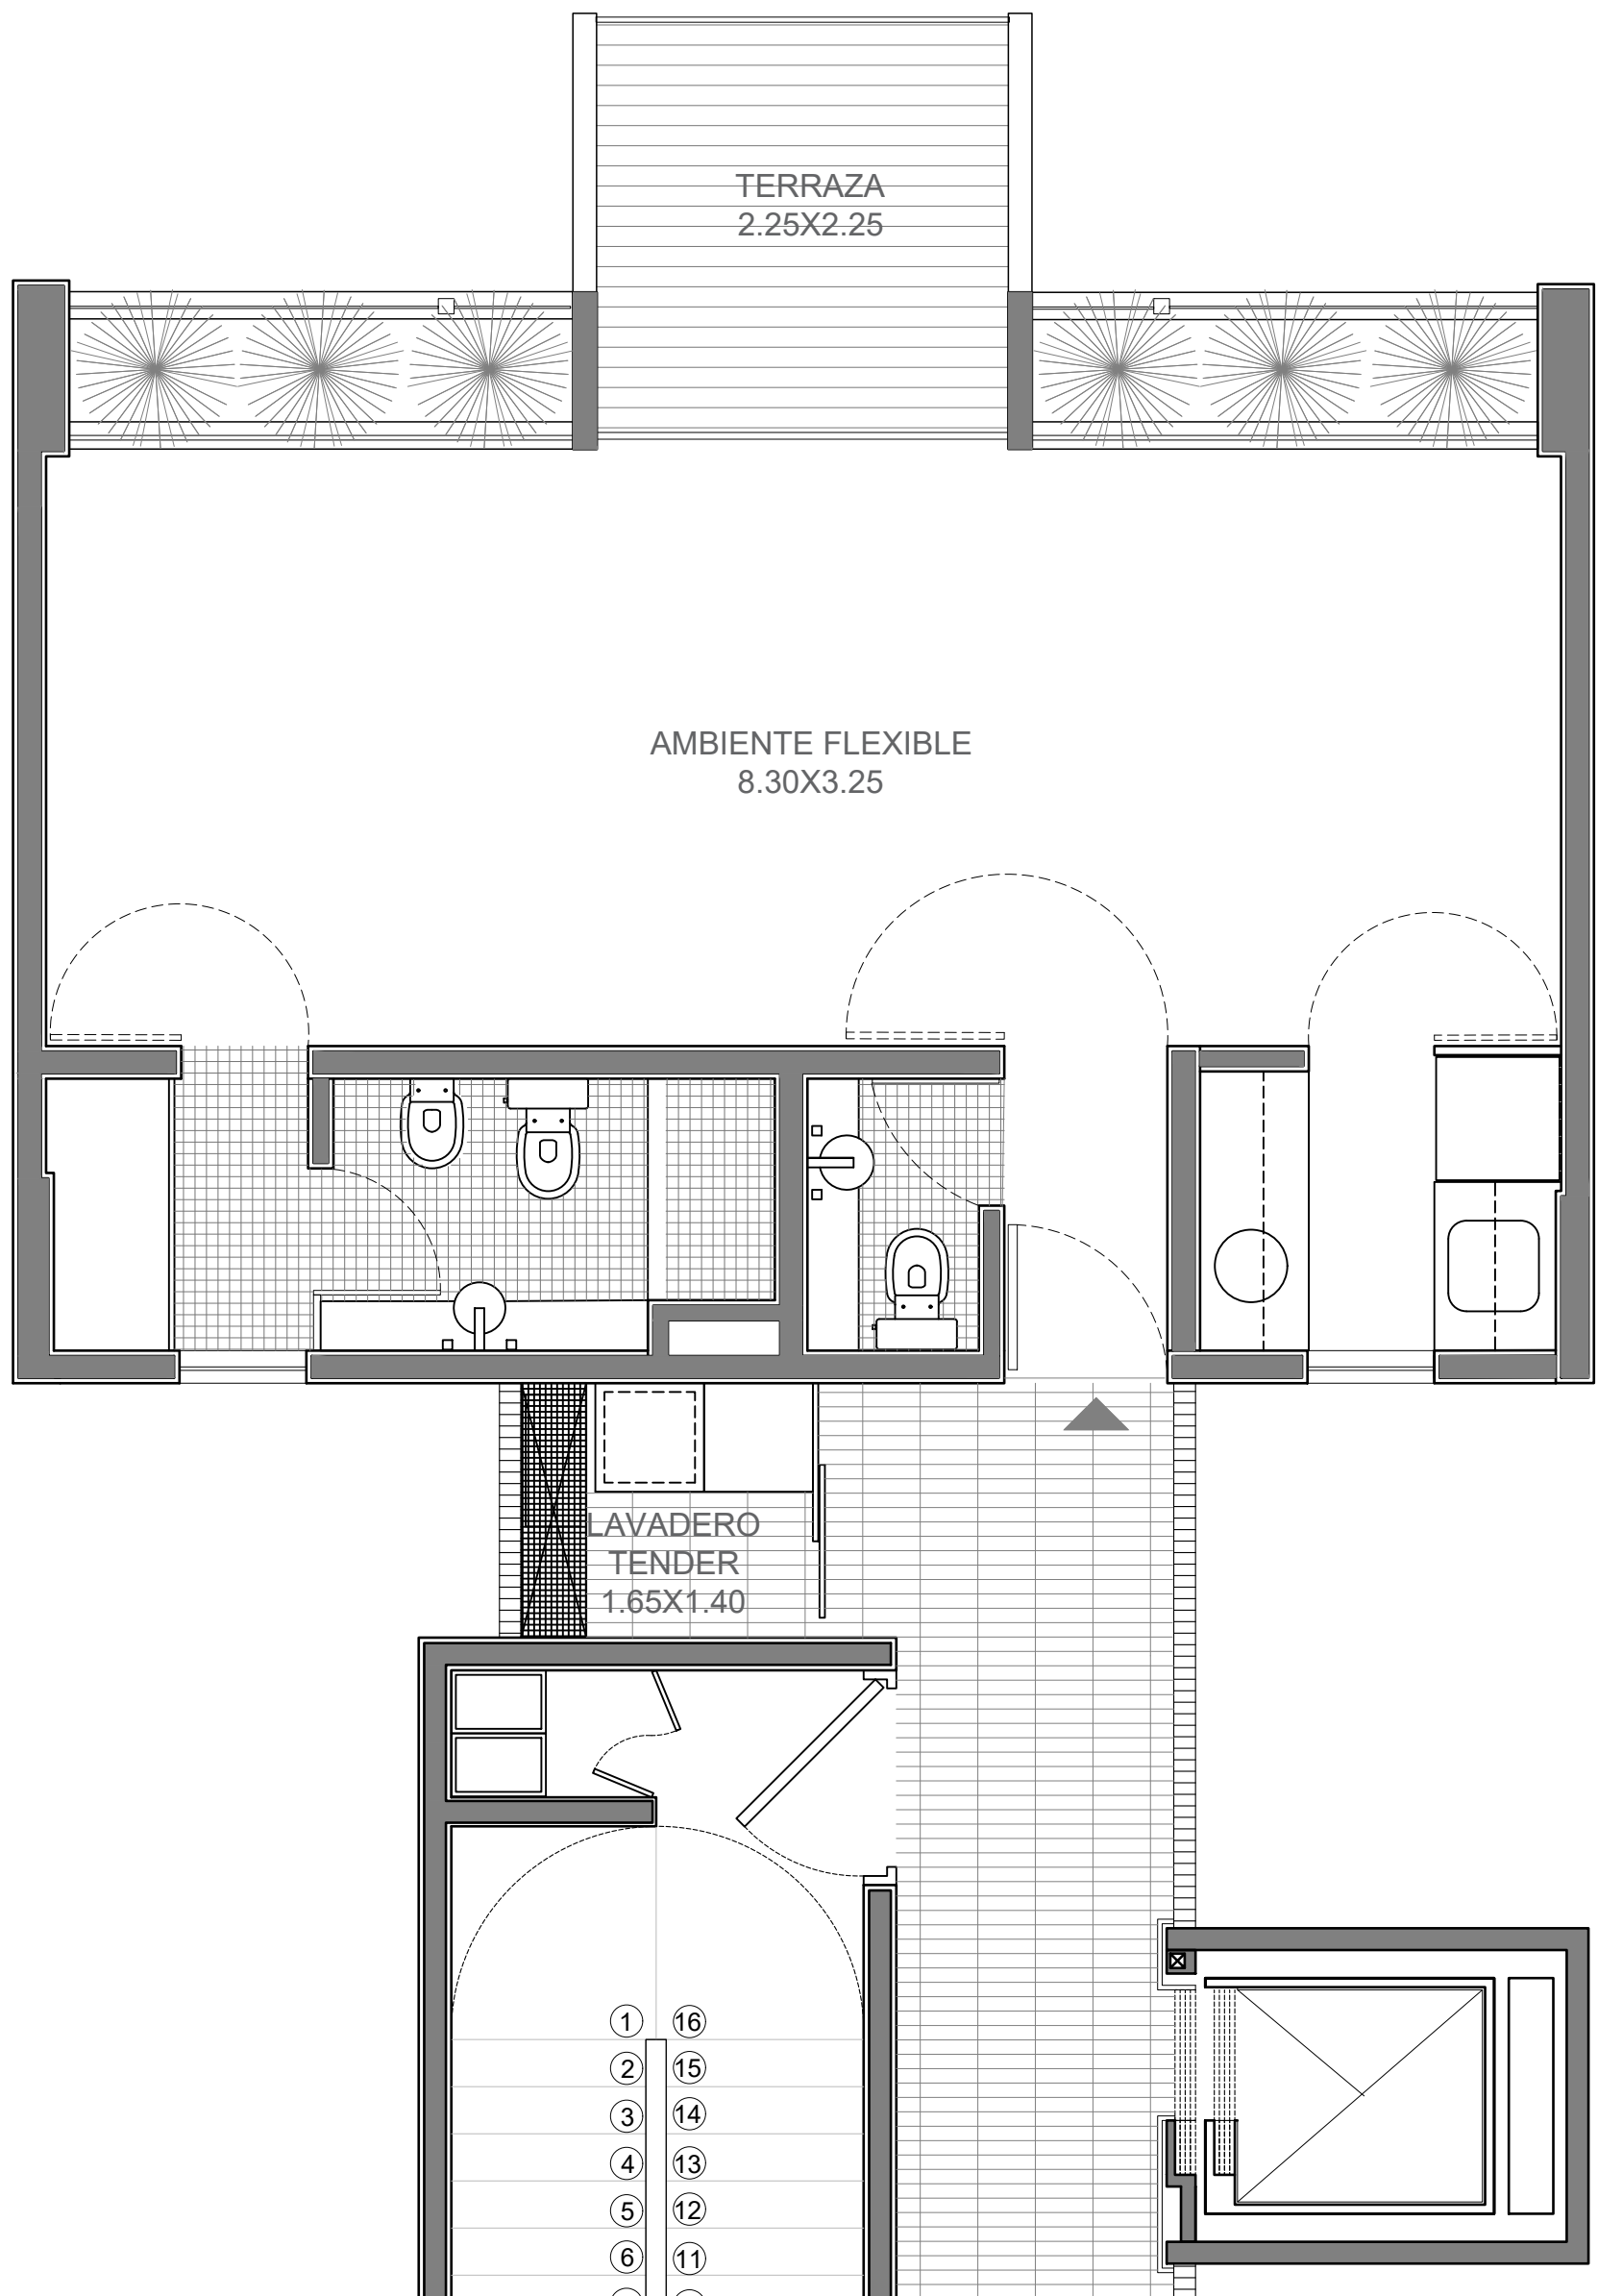 TERRAZA
2.25X2.25
AMBIENTE FLEXIBLE
8.30X3.25
LAVADERO
TENDER
1.65X1.40
1 16
2 15
3 14
4 13
5 12
6 11